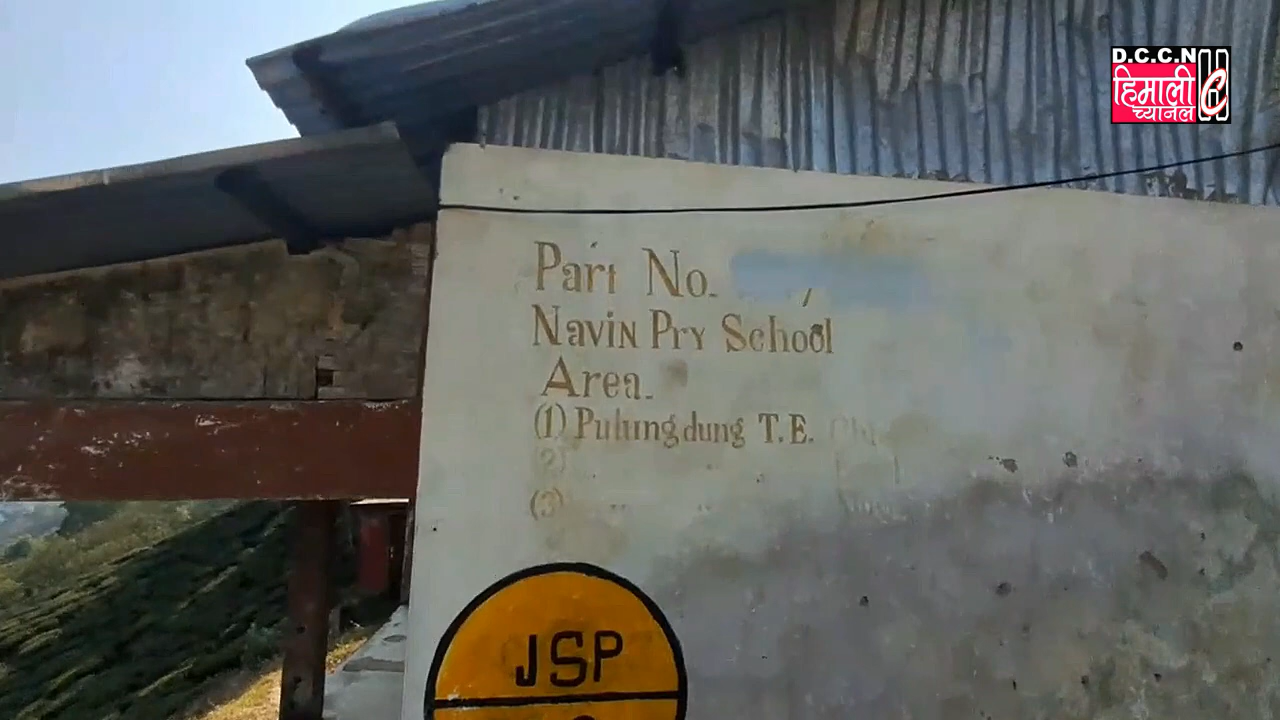 D.C.C.N
हिमाली
च्यानल
Part No.
Navin Pry School
Area.
(1) Pulungdung T.E.
(2)
(3)
JSP